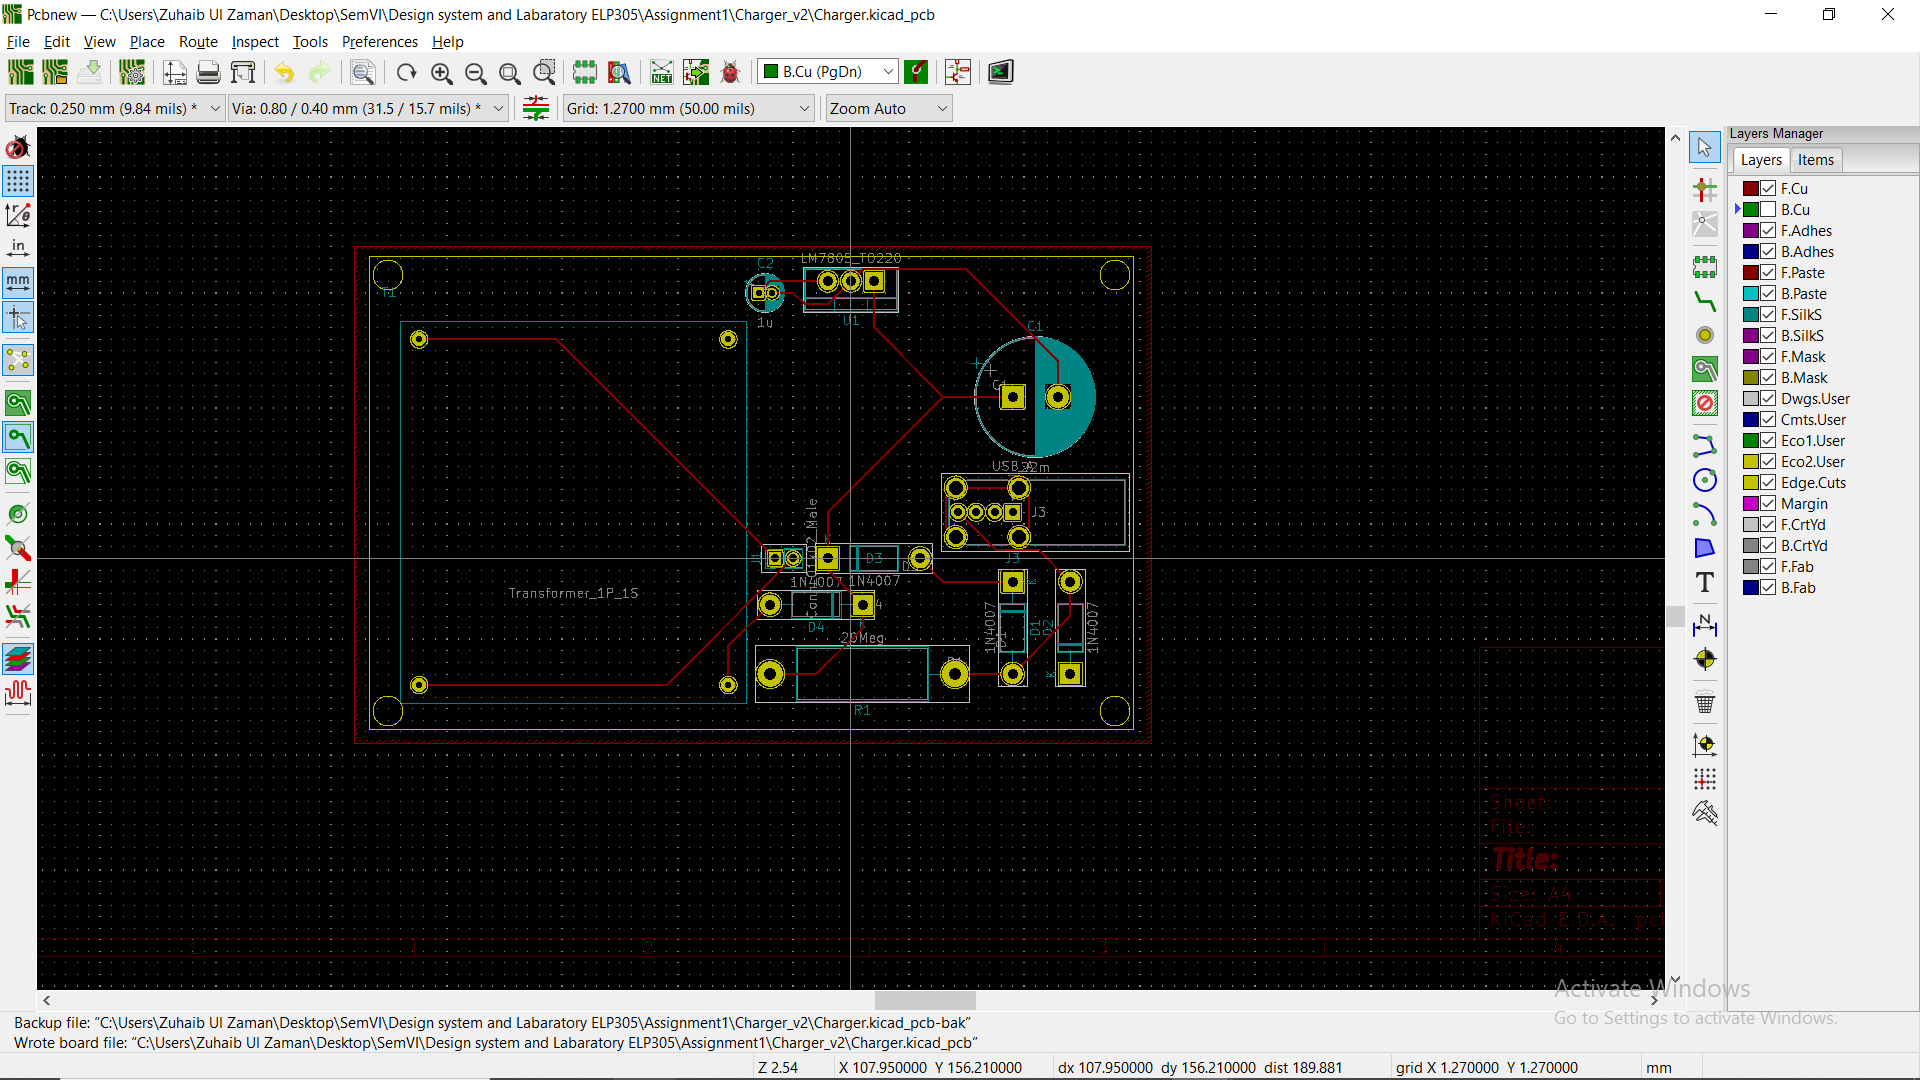 Pcbnew — C:\Users\Zuhaib Ul Zaman\Desktop\SemVI\Design system and Labaratory ELP305\Assignment1\Charger_v2\Charger.kicad_pcb
File Edit View Place Route Inspect Tools Preferences Help
NET
B.Cu (PgDn)
Track: 0.250 mm (9.84 mils) *
Via: 0.80 / 0.40 mm (31.5 / 15.7 mils) *
Grid: 1.2700 mm (50.00 mils)
Zoom Auto
in
mm
Layers Manager
Layers Items
F.Cu
B.Cu
F.Adhes
B.Adhes
F.Paste
B.Paste
F.SilkS
B.SilkS
F.Mask
B.Mask
Dwgs.User
Cmts.User
Eco1.User
Eco2.User
Edge.Cuts
Margin
F.CrtYd
B.CrtYd
F.Fab
B.Fab
C2
LM7805_TO220
T1
1u
U1
C1
USB_A
22m
J3
J3
J1
D3
1N4007
1N4007
Transformer_1P_1S
D4
20Meg
R1
1N4007
D1
D2
1N4007
K
K
Sheet:
File:
Title:
Size: A4
KiCad E.D.A.
1 2 3 4
Activate Windows
Go to Settings to activate Windows.
Backup file: "C:\Users\Zuhaib Ul Zaman\Desktop\SemVI\Design system and Labaratory ELP305\Assignment1\Charger_v2\Charger.kicad_pcb-bak"
Wrote board file: "C:\Users\Zuhaib Ul Zaman\Desktop\SemVI\Design system and Labaratory ELP305\Assignment1\Charger_v2\Charger.kicad_pcb"
Z 2.54
X 107.950000 Y 156.210000
dx 107.950000 dy 156.210000 dist 189.881
grid X 1.270000 Y 1.270000
mm